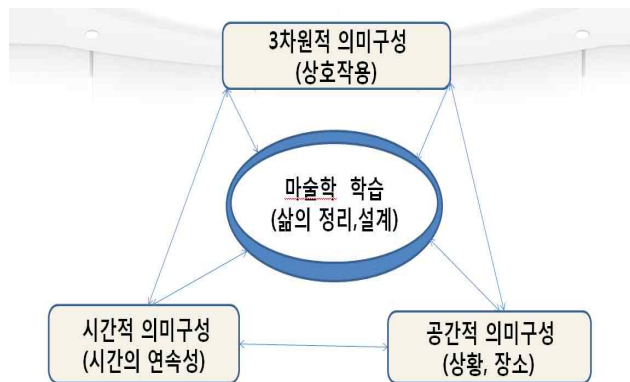 3차원적 의미구성
(상호작용)
마술학 학습
(삶의 정리,설계)
시간적 의미구성
(시간의 연속성)
공간적 의미구성
(상황, 장소)